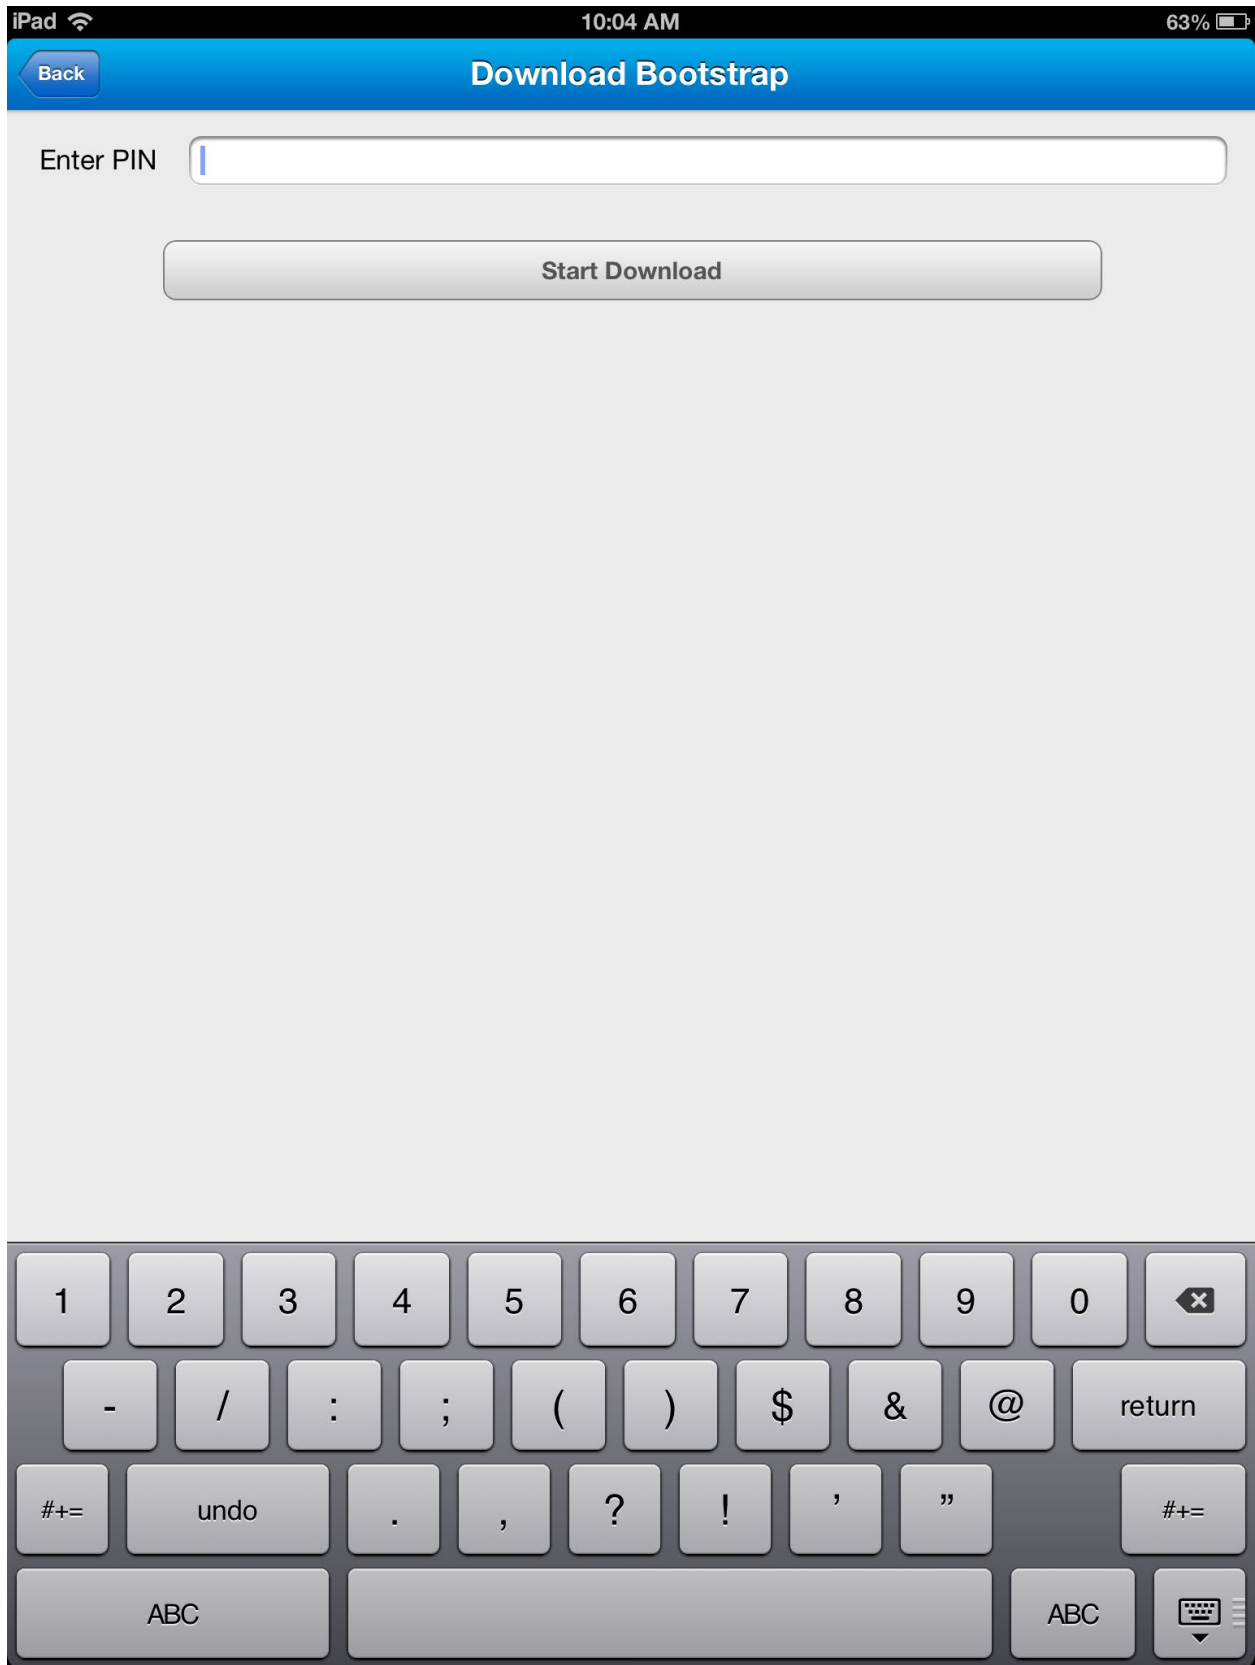 iPad 10:04 AM 63%
Back Download Bootstrap
Enter PIN
Start Download
1 2 3 4 5 6 7 8 9 0
- / : ; ( ) $ & @ return
#+= undo . , ? ! ’ ” #+=
ABC ABC